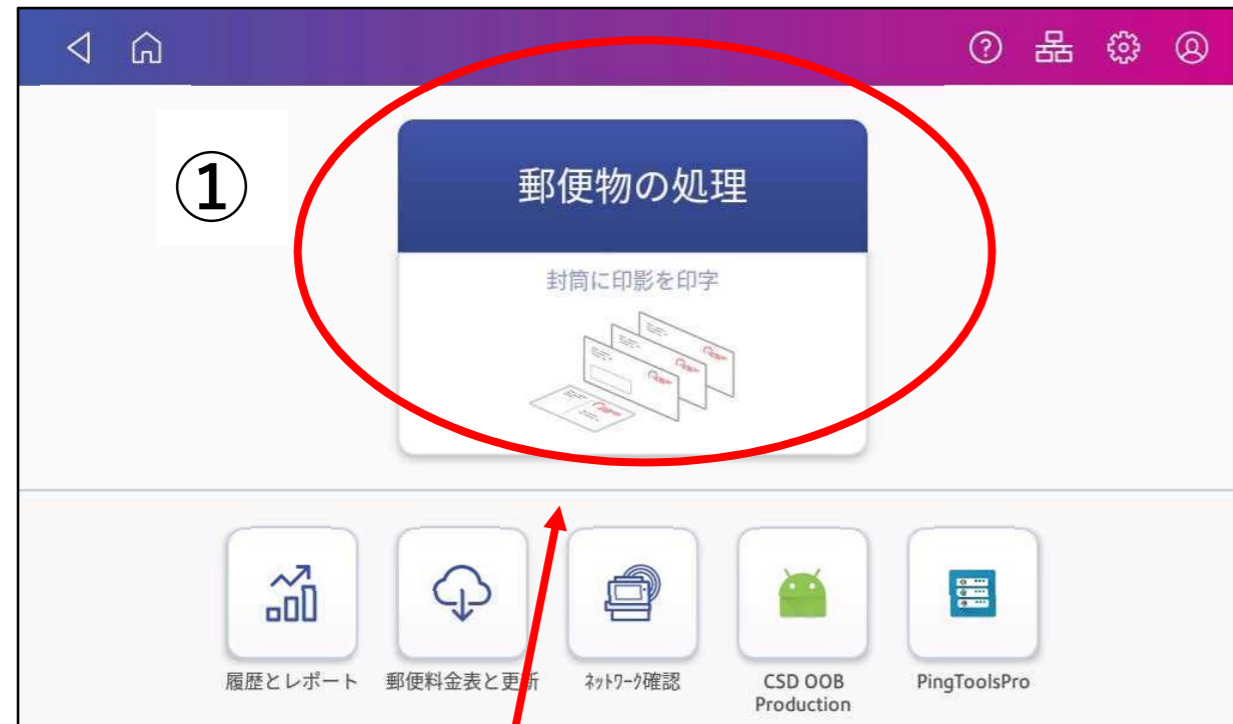 ①
郵便物の処理
封筒に印影を印字
履歴とレポート
郵便料金表と更新
ﾈｯﾄﾜｰｸ確認
CSD OOB
Production
PingToolsPro